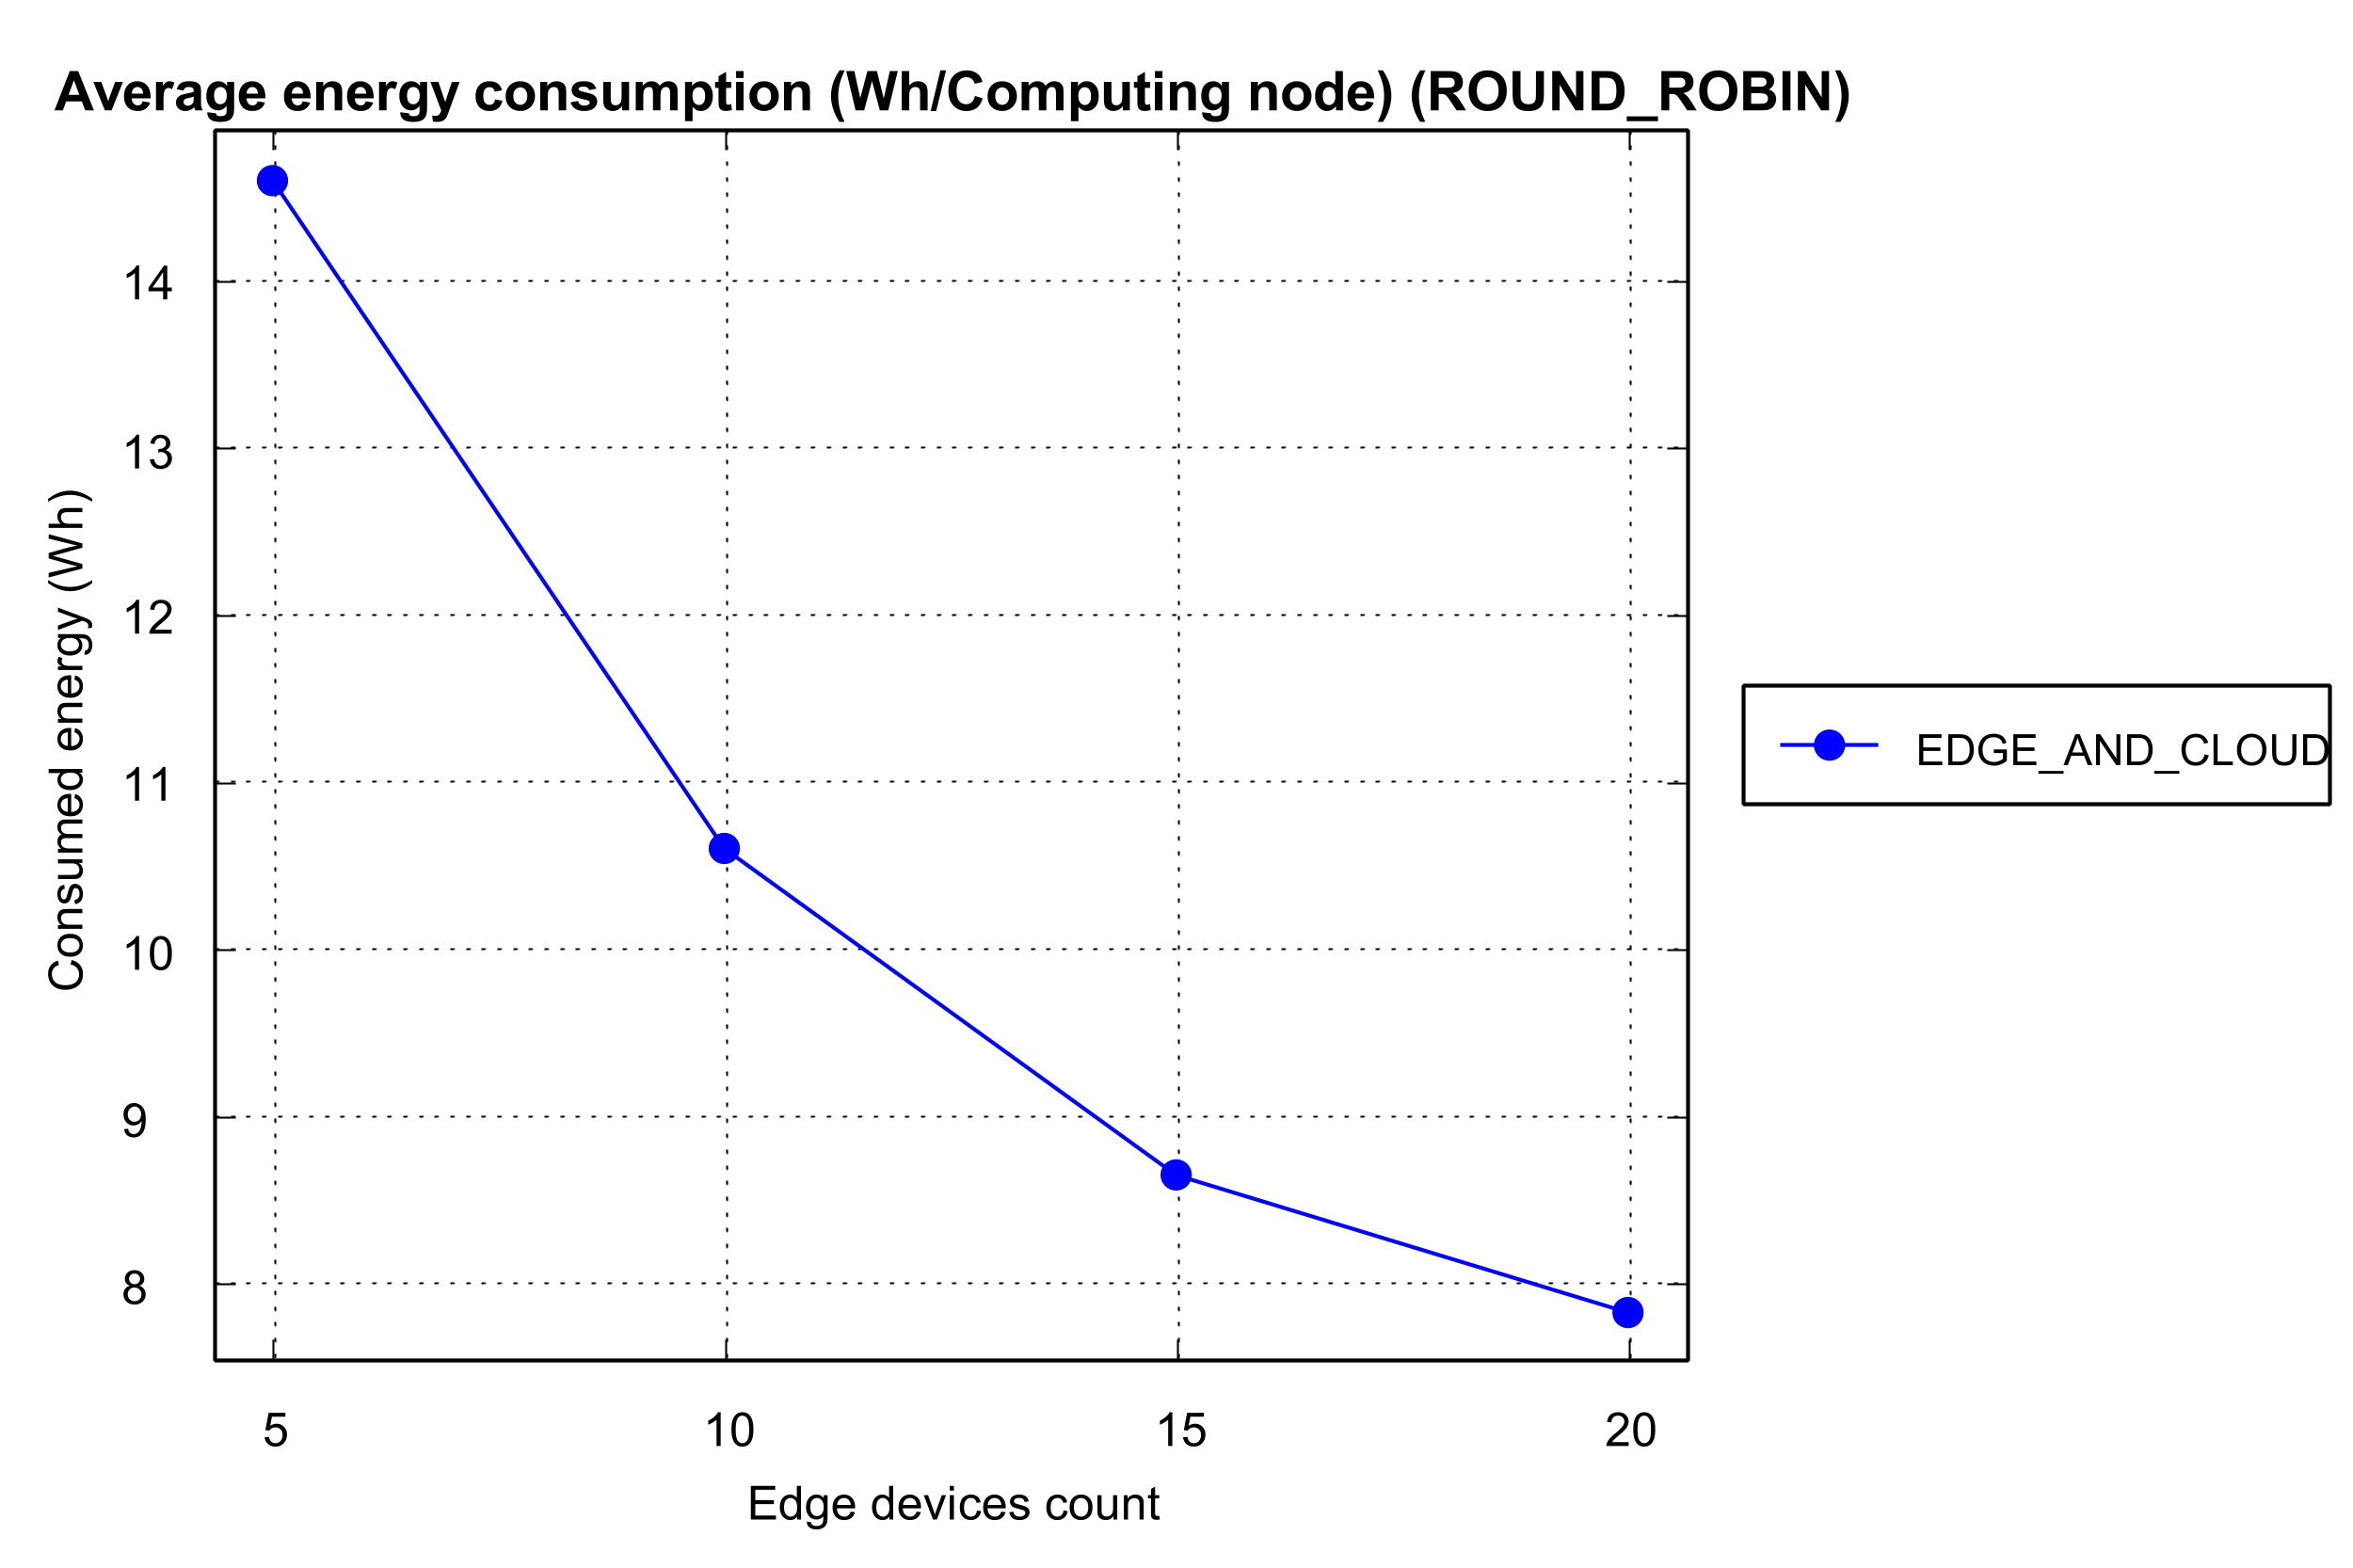 Average energy consumption (Wh/Computing node) (ROUND_ROBIN)
14
13
12
11
10
9
8
Consumed energy (Wh)
EDGE_AND_CLOUD
5 10 15 20
Edge devices count